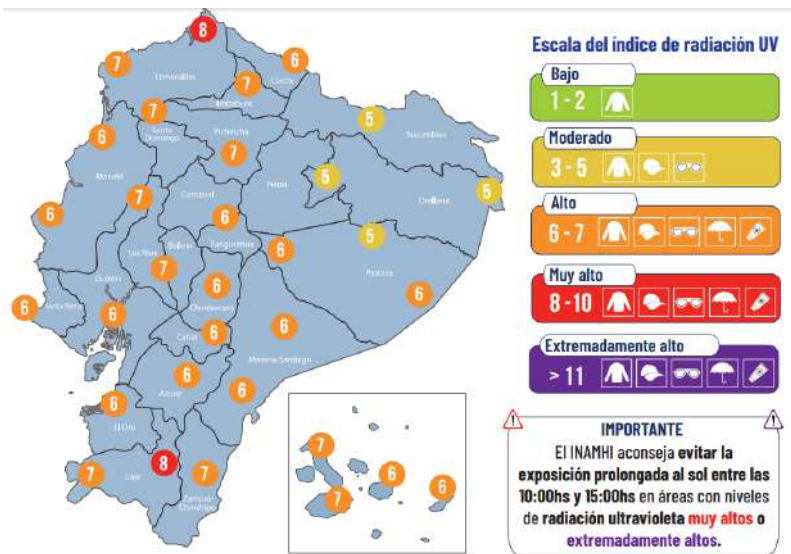 8
7
6
Esmeraldas
Carchi
7
Imbabura
7
5
Sucumbíos
Santo
Domingo
Pichincha
6
7
Manabí
Napo
5
5
7
Cotopaxi
Orellana
6
6
5
Bolívar
Tungurahua
6
Los Ríos
7
Pastaza
Guayas
6
6
6
Santa Elena
Chimborazo
6
6
6
Cañar
Morona Santiago
6
Azuay
6
6
El Oro
8
7
Loja
7
Zamora
Chinchipe
7
6
7
6
Escala del índice de radiación UV
Bajo
1 - 2
Moderado
3 - 5
Alto
6 - 7
Muy alto
8 - 10
Extremadamente alto
> 11
IMPORTANTE
El INAMHI aconseja evitar la
exposición prolongada al sol entre las
10:00hs y 15:00hs en áreas con niveles
de radiación ultravioleta muy altos o
extremadamente altos.